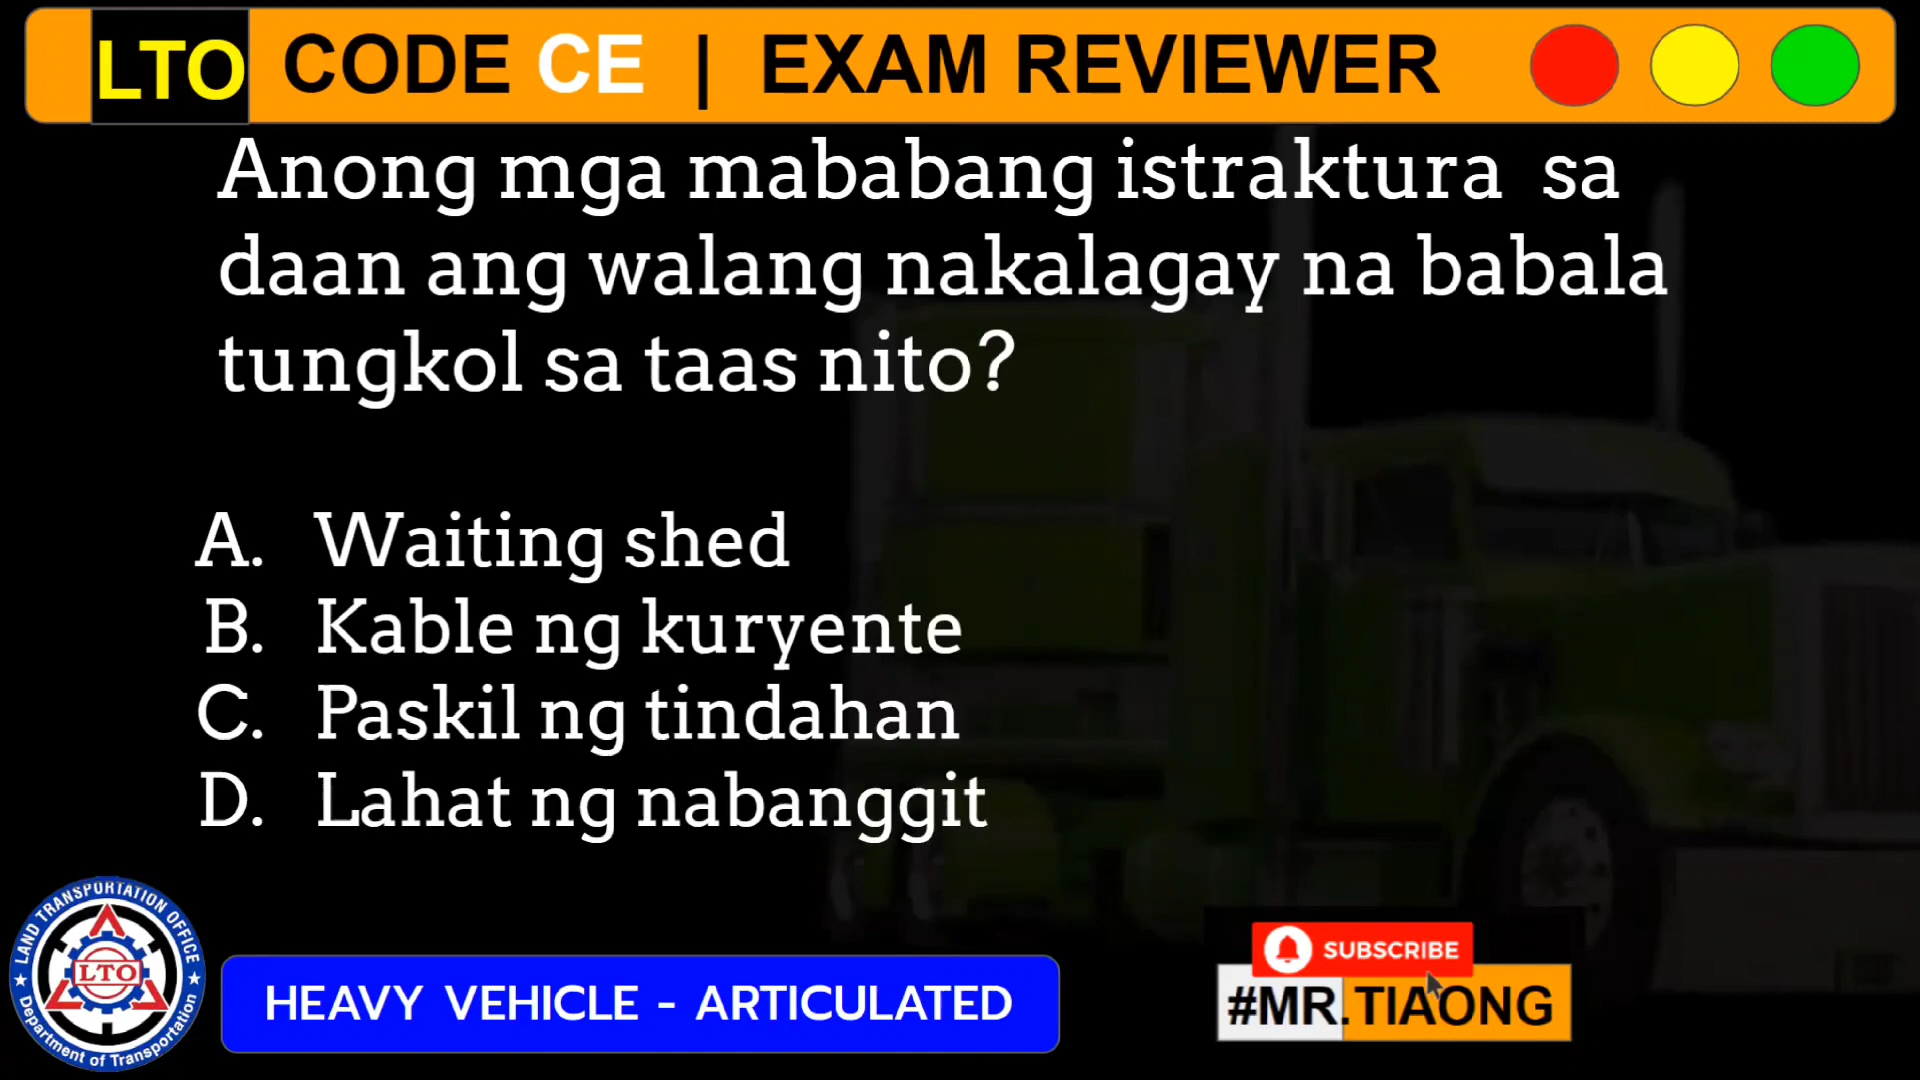 LTO CODE CE | EXAM REVIEWER
Anong mga mababang istraktura sa
daan ang walang nakalagay na babala
tungkol sa taas nito?
A. Waiting shed
B. Kable ng kuryente
C. Paskil ng tindahan
D. Lahat ng nabanggit
LAND TRANSPORTATION OFFICE
LTO
Department of Transportation
HEAVY VEHICLE - ARTICULATED
SUBSCRIBE
#MR.TIAONG